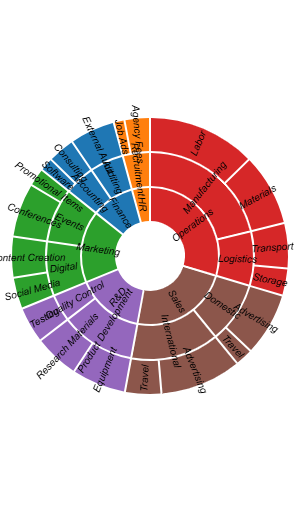 Operations
Manufacturing
Labor
Materials
Logistics
Transport
Storage
Sales
Domestic
Advertising
Travel
International
Advertising
Travel
R&D
Product Development
Equipment
Research Materials
Quality Control
Testing
Marketing
Digital
Social Media
ontent Creation
Events
Conferences
Promotional Items
Finance
Accounting
Software
Consulting
Auditing
External Audit
HR
Recruitment
Job Ads
Agency Fees